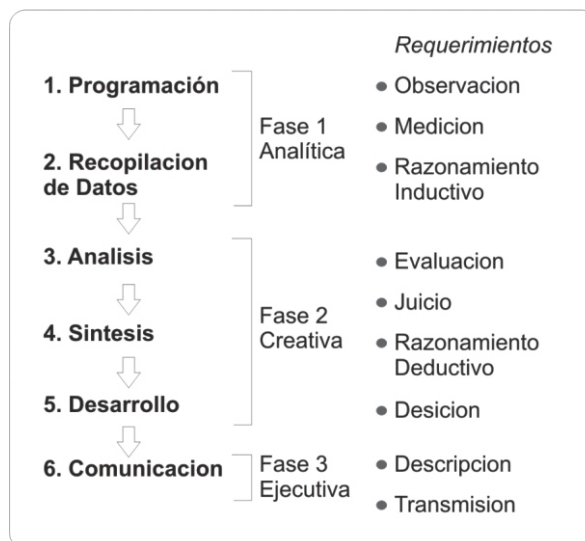 Requerimientos
1. Programación
2. Recopilacion
de Datos
Fase 1
Analítica
● Observacion
● Medicion
● Razonamiento
Inductivo
3. Analisis
4. Sintesis
5. Desarrollo
Fase 2
Creativa
● Evaluacion
● Juicio
● Razonamiento
Deductivo
● Desicion
6. Comunicacion
Fase 3
Ejecutiva
● Descripcion
● Transmision